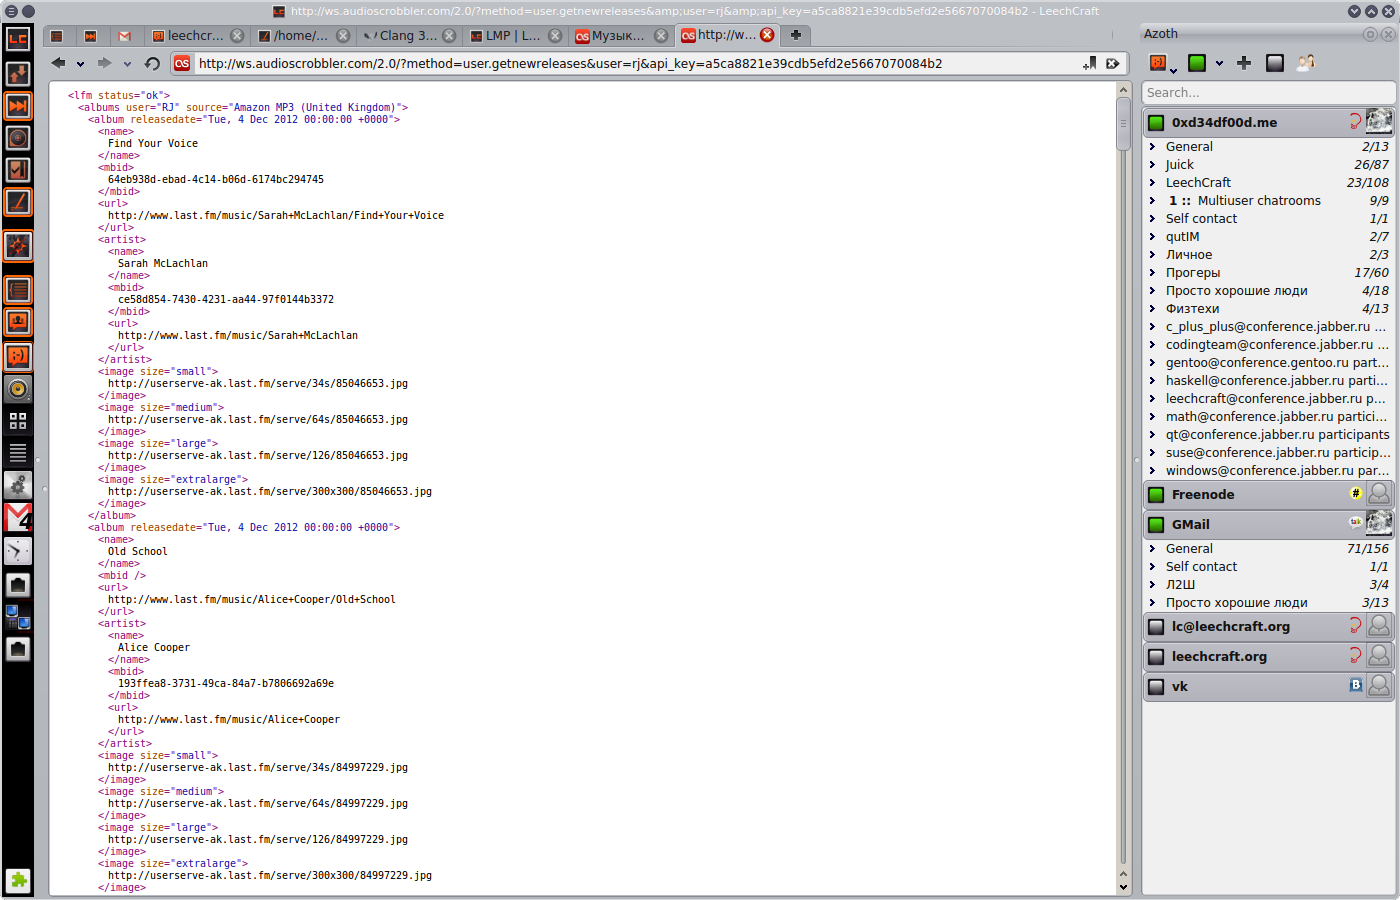 http://ws.audioscrobbler.com/2.0/?method=user.getnewreleases&amp;user=rj&amp;api_key=a5ca8821e39cdb5efd2e5667070084b2 - LeechCraft
leechcr...
/home/...
Clang 3...
LMP | L...
Музык...
http://w...
http://ws.audioscrobbler.com/2.0/?method=user.getnewreleases&user=rj&api_key=a5ca8821e39cdb5efd2e5667070084b2
<lfm status="ok">
<albums user="RJ" source="Amazon MP3 (United Kingdom)">
<album releasedate="Tue, 4 Dec 2012 00:00:00 +0000">
<name>
Find Your Voice
</name>
<mbid>
64eb938d-ebad-4c14-b06d-6174bc294745
</mbid>
<url>
http://www.last.fm/music/Sarah+McLachlan/Find+Your+Voice
</url>
<artist>
<name>
Sarah McLachlan
</name>
<mbid>
ce58d854-7430-4231-aa44-97f0144b3372
</mbid>
<url>
http://www.last.fm/music/Sarah+McLachlan
</url>
</artist>
<image size="small">
http://userserve-ak.last.fm/serve/34s/85046653.jpg
</image>
<image size="medium">
http://userserve-ak.last.fm/serve/64s/85046653.jpg
</image>
<image size="large">
http://userserve-ak.last.fm/serve/126/85046653.jpg
</image>
<image size="extralarge">
http://userserve-ak.last.fm/serve/300x300/85046653.jpg
</image>
</album>
<album releasedate="Tue, 4 Dec 2012 00:00:00 +0000">
<name>
Old School
</name>
<mbid />
<url>
http://www.last.fm/music/Alice+Cooper/Old+School
</url>
<artist>
<name>
Alice Cooper
</name>
<mbid>
193ffea8-3731-49ca-84a7-b7806692a69e
</mbid>
<url>
http://www.last.fm/music/Alice+Cooper
</url>
</artist>
<image size="small">
http://userserve-ak.last.fm/serve/34s/84997229.jpg
</image>
<image size="medium">
http://userserve-ak.last.fm/serve/64s/84997229.jpg
</image>
<image size="large">
http://userserve-ak.last.fm/serve/126/84997229.jpg
</image>
<image size="extralarge">
http://userserve-ak.last.fm/serve/300x300/84997229.jpg
</image>
Azoth
Search...
0xd34df00d.me
General 2/13
Juick 26/87
LeechCraft 23/108
1 :: Multiuser chatrooms 9/9
Self contact 1/1
qutIM 2/7
Личное 2/3
Прогеры 17/60
Просто хорошие люди 4/18
Физтехи 4/13
c_plus_plus@conference.jabber.ru ...
codingteam@conference.jabber.ru ...
gentoo@conference.gentoo.ru part...
haskell@conference.jabber.ru parti...
leechcraft@conference.jabber.ru p...
math@conference.jabber.ru partici...
qt@conference.jabber.ru participants
suse@conference.jabber.ru particip...
windows@conference.jabber.ru par...
Freenode #
GMail talk
General 71/156
Self contact 1/1
Л2Ш 3/4
Просто хорошие люди 3/13
lc@leechcraft.org
leechcraft.org
vk B